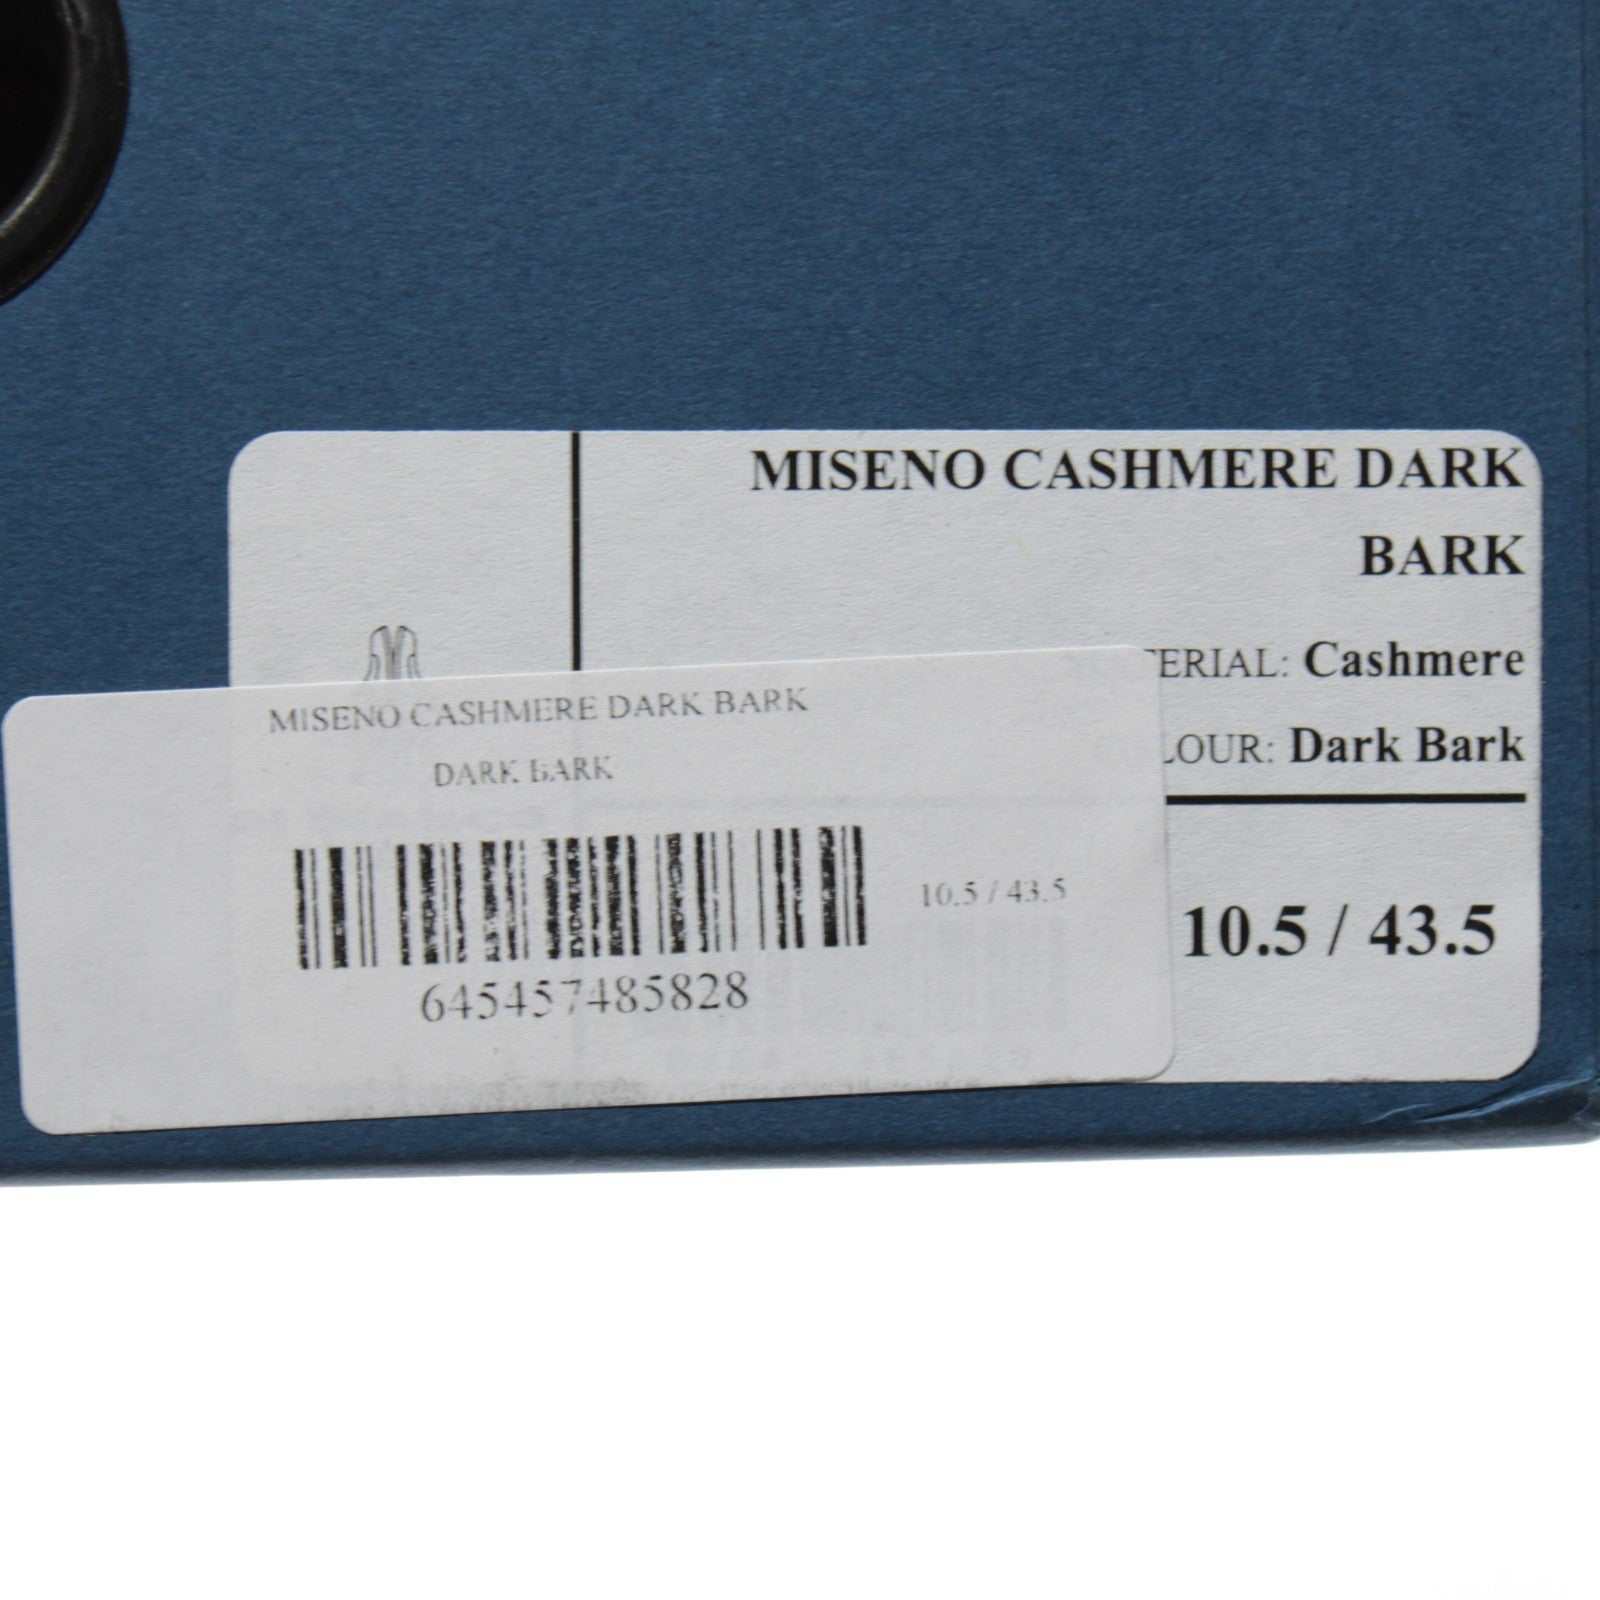 MISENO CASHMERE DARK
BARK
TERIAL: Cashmere
LOUR: Dark Bark
10.5 / 43.5
MISENO CASHMERE DARK BARK
DARK BARK
10.5 / 43.5
645457485828